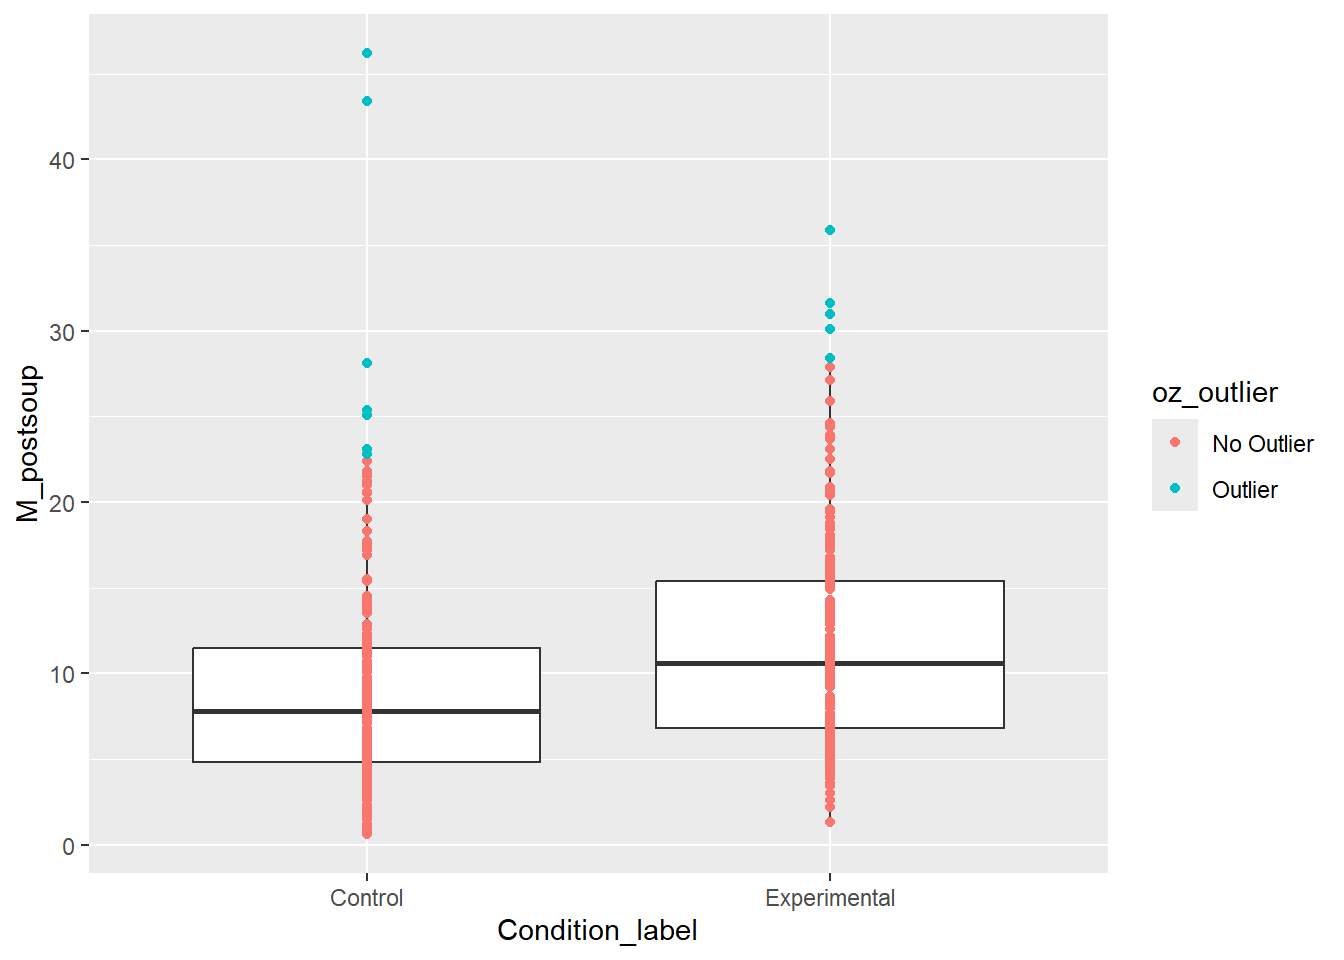 M_postsoup
40
30
20
10
0
Control
Experimental
Condition_label
oz_outlier
No Outlier
Outlier